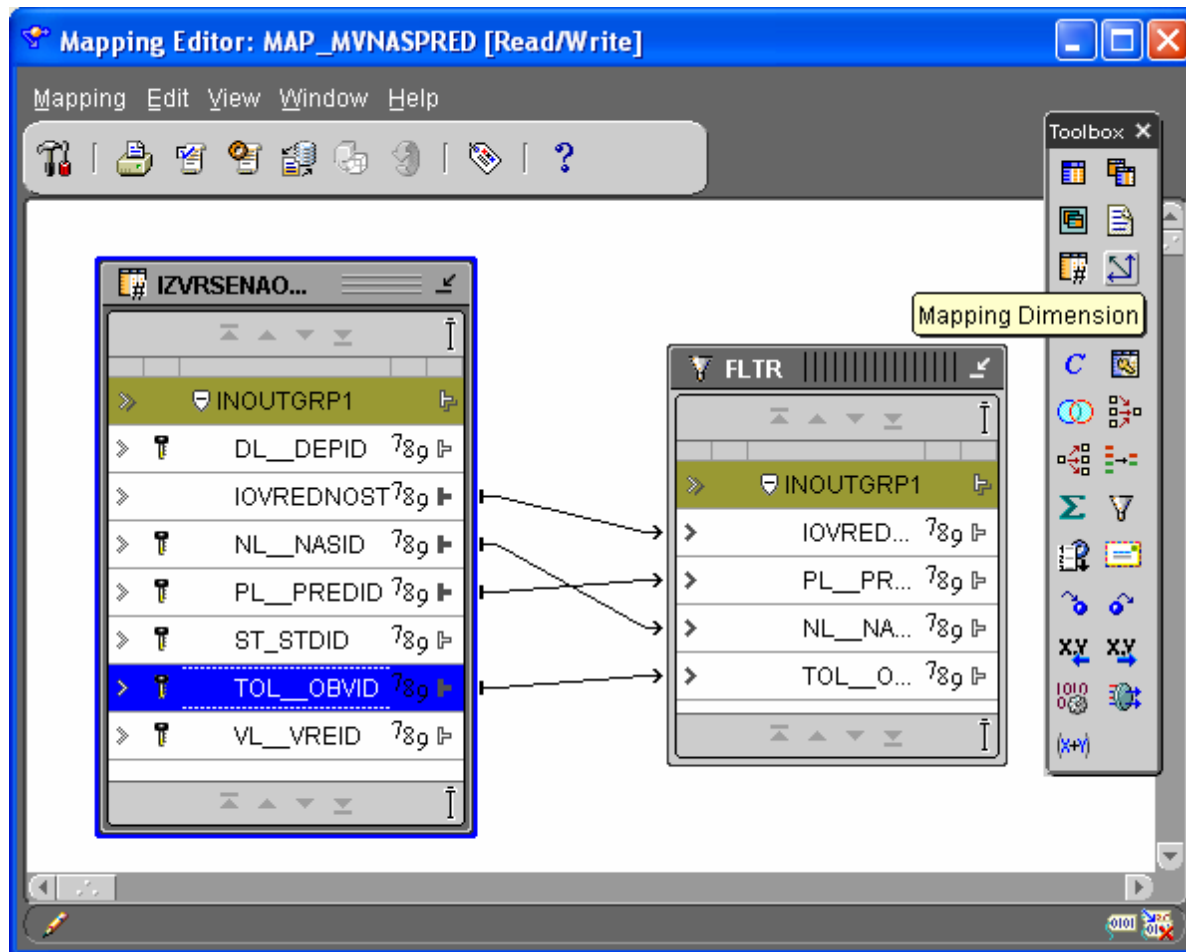 Mapping Editor: MAP_MVNASPRED [Read/Write]
Mapping Edit View Window Help
Toolbox
Mapping Dimension
IZVRSENAO...
INOUTGRP1
DL__DEPID 789
IOVREDNOST 789
NL__NASID 789
PL__PREDID 789
ST_STDID 789
TOL__OBVID 789
VL__VREID 789
FLTR
INOUTGRP1
IOVRED... 789
PL__PR... 789
NL__NA... 789
TOL__O... 789